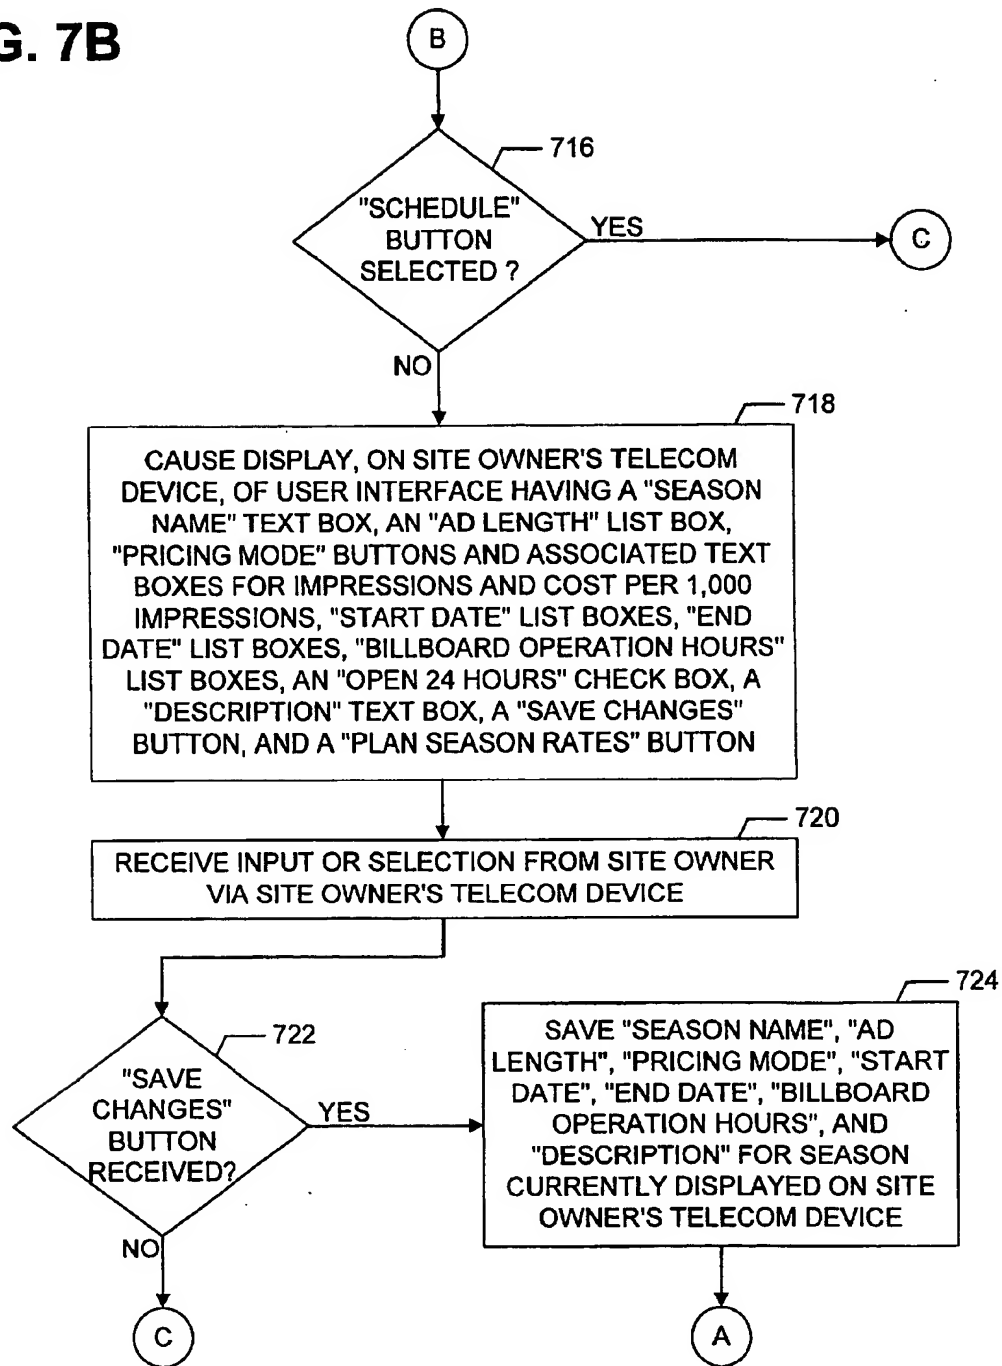 G. 7B
B
716
"SCHEDULE"
BUTTON
SELECTED ?
YES
C
NO
718
CAUSE DISPLAY, ON SITE OWNER'S TELECOM
DEVICE, OF USER INTERFACE HAVING A "SEASON
NAME" TEXT BOX, AN "AD LENGTH" LIST BOX,
"PRICING MODE" BUTTONS AND ASSOCIATED TEXT
BOXES FOR IMPRESSIONS AND COST PER 1,000
IMPRESSIONS, "START DATE" LIST BOXES, "END
DATE" LIST BOXES, "BILLBOARD OPERATION HOURS"
LIST BOXES, AN "OPEN 24 HOURS" CHECK BOX, A
"DESCRIPTION" TEXT BOX, A "SAVE CHANGES"
BUTTON, AND A "PLAN SEASON RATES" BUTTON
720
RECEIVE INPUT OR SELECTION FROM SITE OWNER
VIA SITE OWNER'S TELECOM DEVICE
722
"SAVE
CHANGES"
BUTTON
RECEIVED?
YES
NO
C
724
SAVE "SEASON NAME", "AD
LENGTH", "PRICING MODE", "START
DATE", "END DATE", "BILLBOARD
OPERATION HOURS", AND
"DESCRIPTION" FOR SEASON
CURRENTLY DISPLAYED ON SITE
OWNER'S TELECOM DEVICE
A